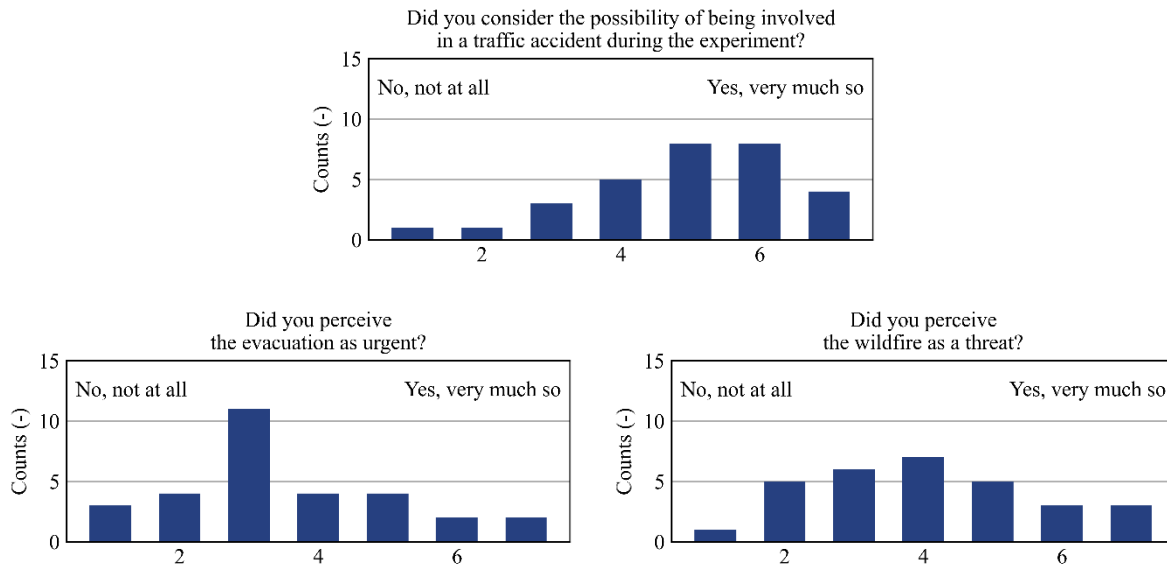 Did you consider the possibility of being involved
in a traffic accident during the experiment?
15
No, not at all Yes, very much so
10
Counts (-)
5
0
2 4 6
Did you perceive
the evacuation as urgent?
15
No, not at all Yes, very much so
10
Counts (-)
5
0
2 4 6
Did you perceive
the wildfire as a threat?
15
No, not at all Yes, very much so
10
Counts (-)
5
0
2 4 6